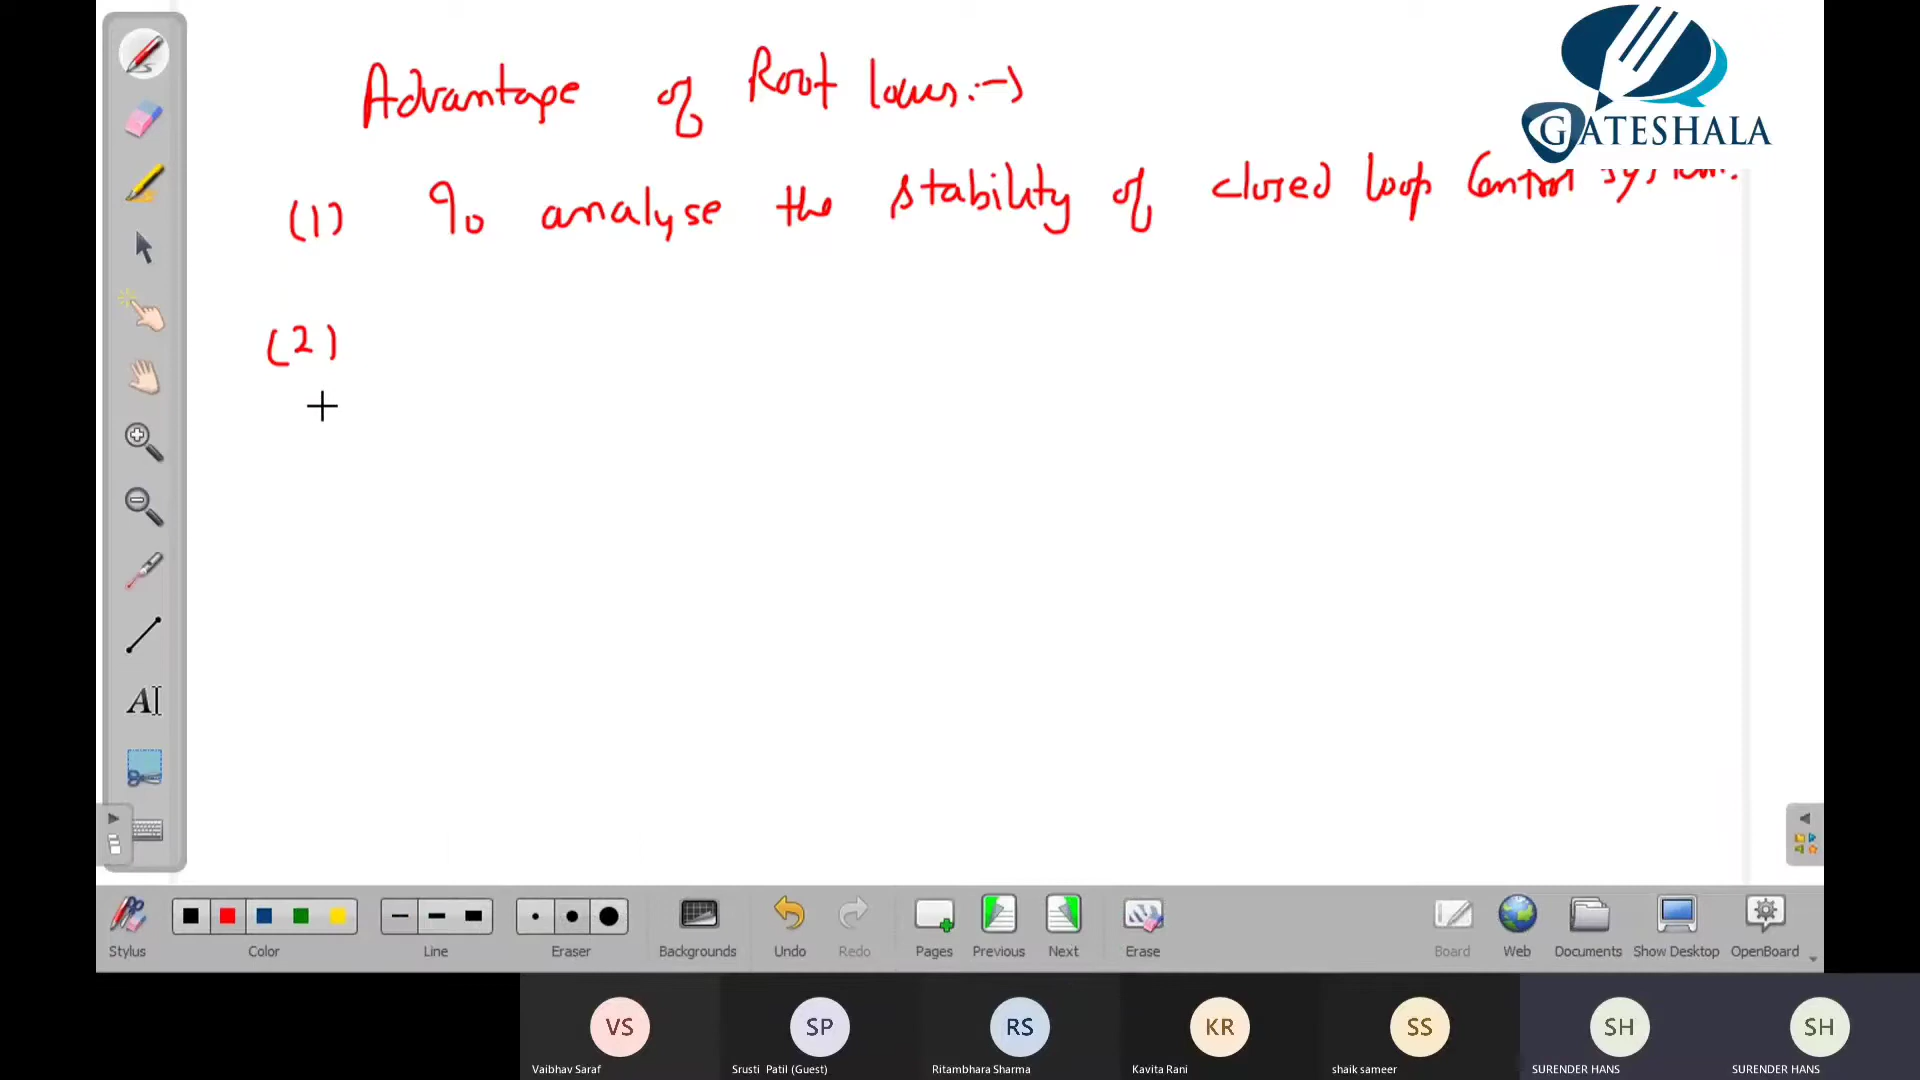 Advantage of Root locus:→
GATESHALA
(1) To analyse the stability of closed loop Control system.
(2)
Stylus
Color
Line
Eraser
Backgrounds
Undo
Redo
Pages
Previous
Next
Erase
Board
Web
Documents
Show Desktop
OpenBoard
VS
SP
RS
KR
SS
SH
SH
Vaibhav Saraf
Srusti Patil (Guest)
Ritambhara Sharma
Kavita Rani
shaik sameer
SURENDER HANS
SURENDER HANS